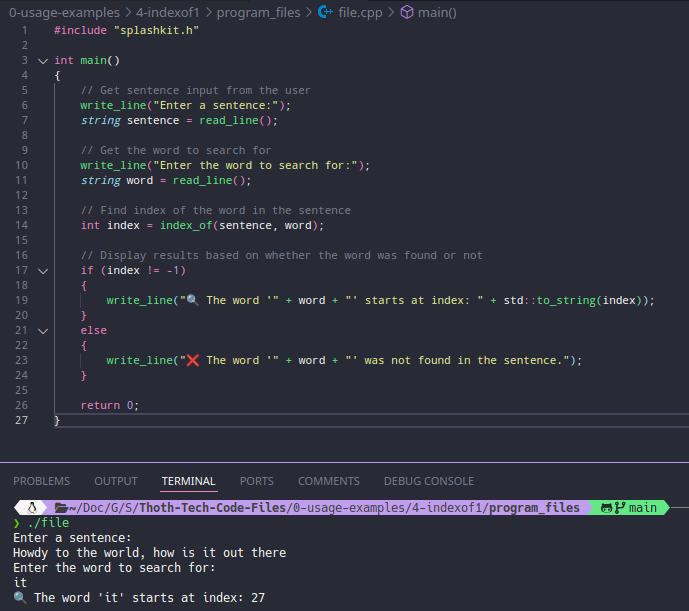 0-usage-examples > 4-indexof1 > program_files > file.cpp > main()
1 #include "splashkit.h"
2
3 int main()
4 {
5 // Get sentence input from the user
6 write_line("Enter a sentence:");
7 string sentence = read_line();
8
9 // Get the word to search for
10 write_line("Enter the word to search for:");
11 string word = read_line();
12
13 // Find index of the word in the sentence
14 int index = index_of(sentence, word);
15
16 // Display results based on whether the word was found or not
17 if (index != -1)
18 {
19 write_line("🔍 The word '" + word + "' starts at index: " + std::to_string(index));
20 }
21 else
22 {
23 write_line("❌ The word '" + word + "' was not found in the sentence.");
24 }
25
26 return 0;
27 }
PROBLEMS OUTPUT TERMINAL PORTS COMMENTS DEBUG CONSOLE
~/Doc/G/S/Thoth-Tech-Code-Files/0-usage-examples/4-indexof1/program_files main
❯ ./file
Enter a sentence:
Howdy to the world, how is it out there
Enter the word to search for:
it
🔍 The word 'it' starts at index: 27